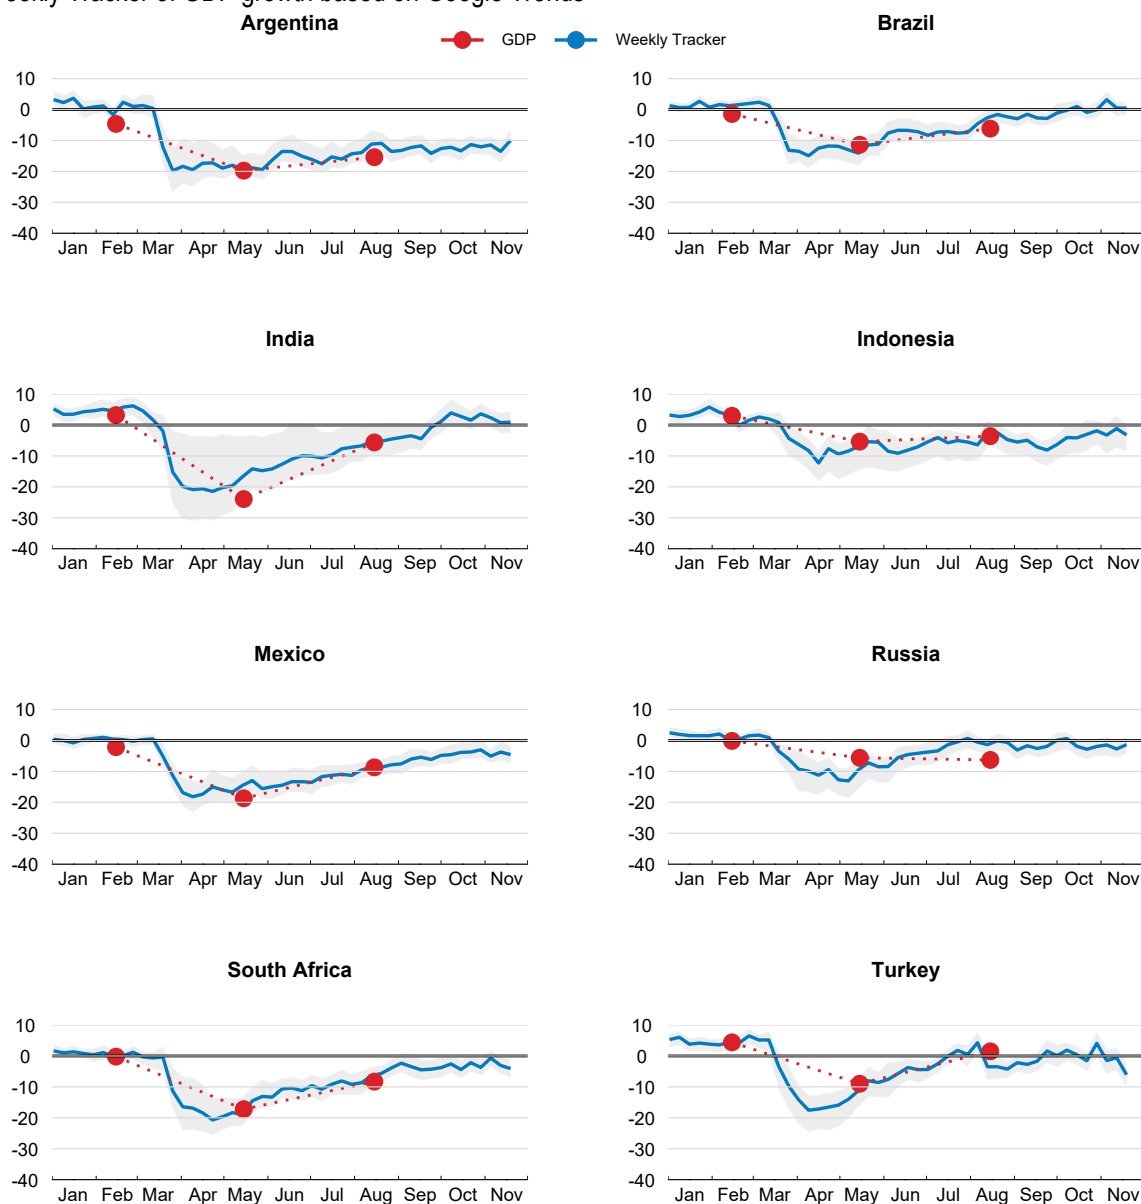 Tracker of GDP growth based on Google Trends
Argentina
Brazil
GDP
Weekly Tracker
10
0
-10
-20
-30
-40
Jan Feb Mar Apr May Jun Jul Aug Sep Oct Nov
10
0
-10
-20
-30
-40
Jan Feb Mar Apr May Jun Jul Aug Sep Oct Nov
India
Indonesia
10
0
-10
-20
-30
-40
Jan Feb Mar Apr May Jun Jul Aug Sep Oct Nov
10
0
-10
-20
-30
-40
Jan Feb Mar Apr May Jun Jul Aug Sep Oct Nov
Mexico
Russia
10
0
-10
-20
-30
-40
Jan Feb Mar Apr May Jun Jul Aug Sep Oct Nov
10
0
-10
-20
-30
-40
Jan Feb Mar Apr May Jun Jul Aug Sep Oct Nov
South Africa
Turkey
10
0
-10
-20
-30
-40
Jan Feb Mar Apr May Jun Jul Aug Sep Oct Nov
10
0
-10
-20
-30
-40
Jan Feb Mar Apr May Jun Jul Aug Sep Oct Nov